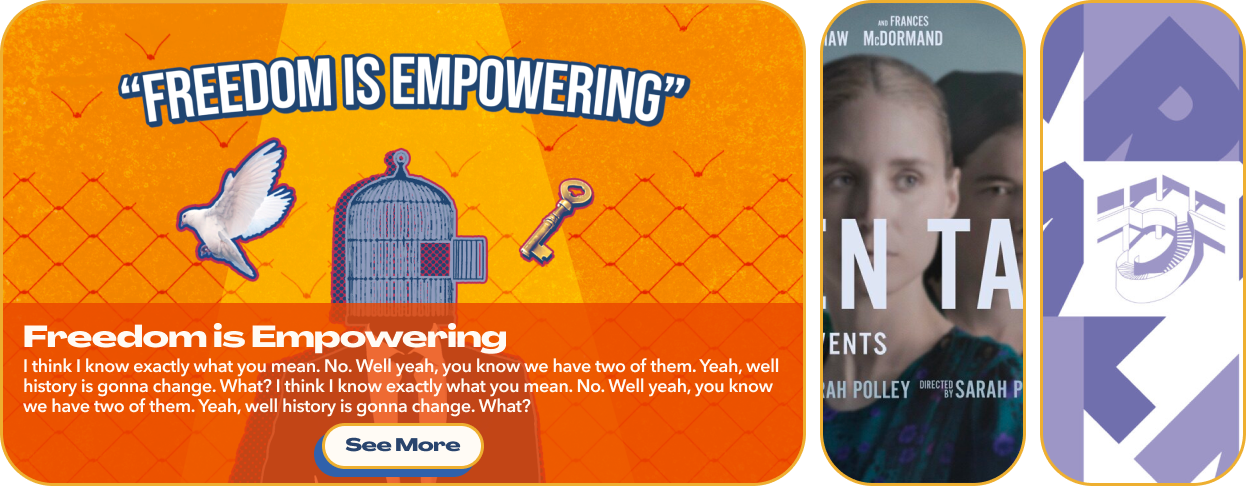 “FREEDOM IS EMPOWERING”
Freedom is Empowering
I think I know exactly what you mean. No. Well yeah, you know we have two of them. Yeah, well
history is gonna change. What? I think I know exactly what you mean. No. Well yeah, you know
we have two of them. Yeah, well history is gonna change. What?
See More
AND FRANCES
AW McDORMAND
EN TA
VENTS
RAH POLLEY DIRECTED BY SARAH P